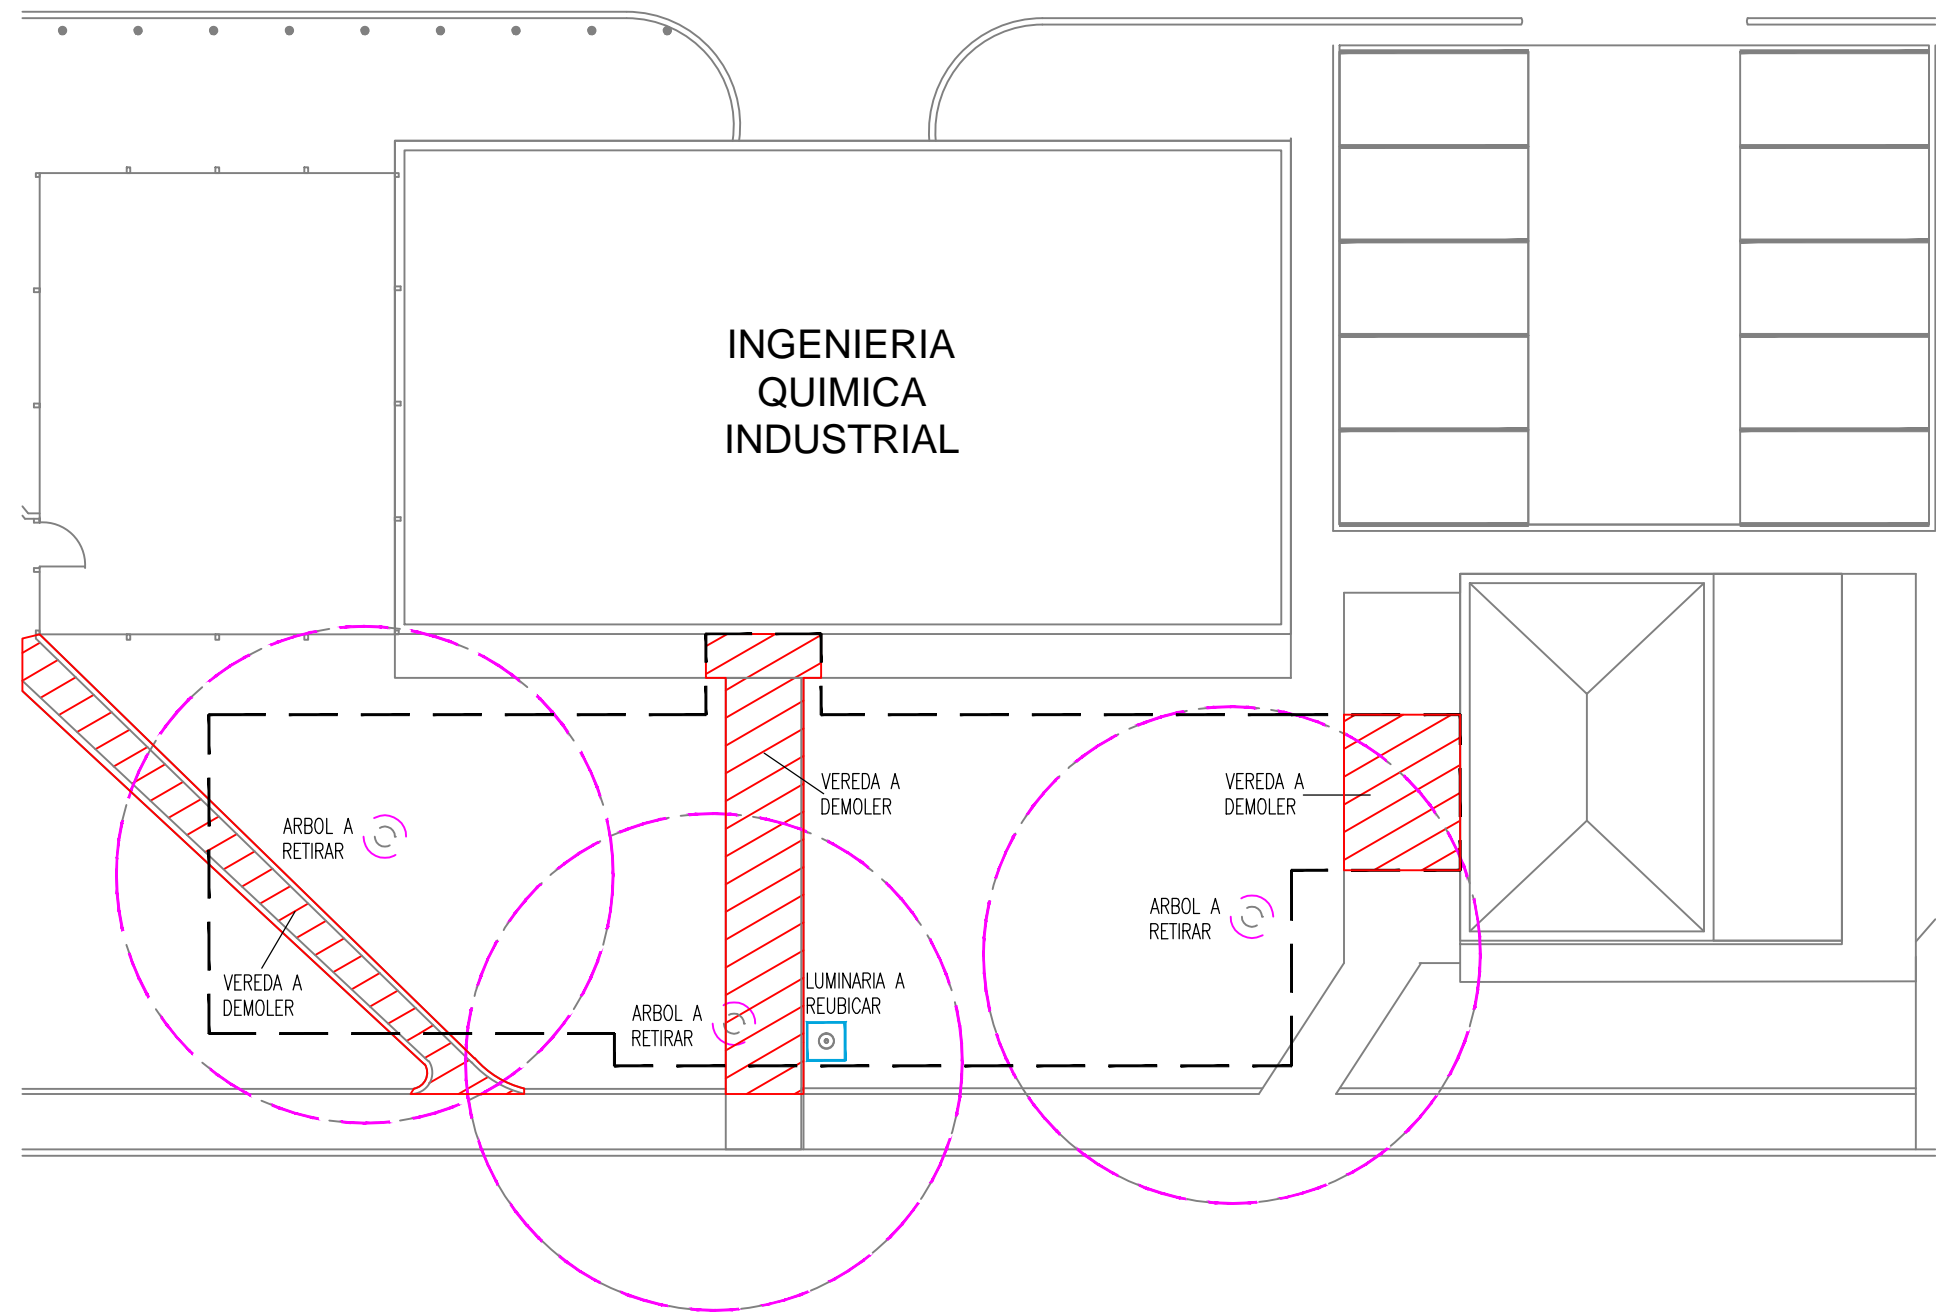 INGENIERIA
QUIMICA
INDUSTRIAL
VEREDA A
DEMOLER
VEREDA A
DEMOLER
ARBOL A
RETIRAR
ARBOL A
RETIRAR
VEREDA A
DEMOLER
LUMINARIA A
REUBICAR
ARBOL A
RETIRAR